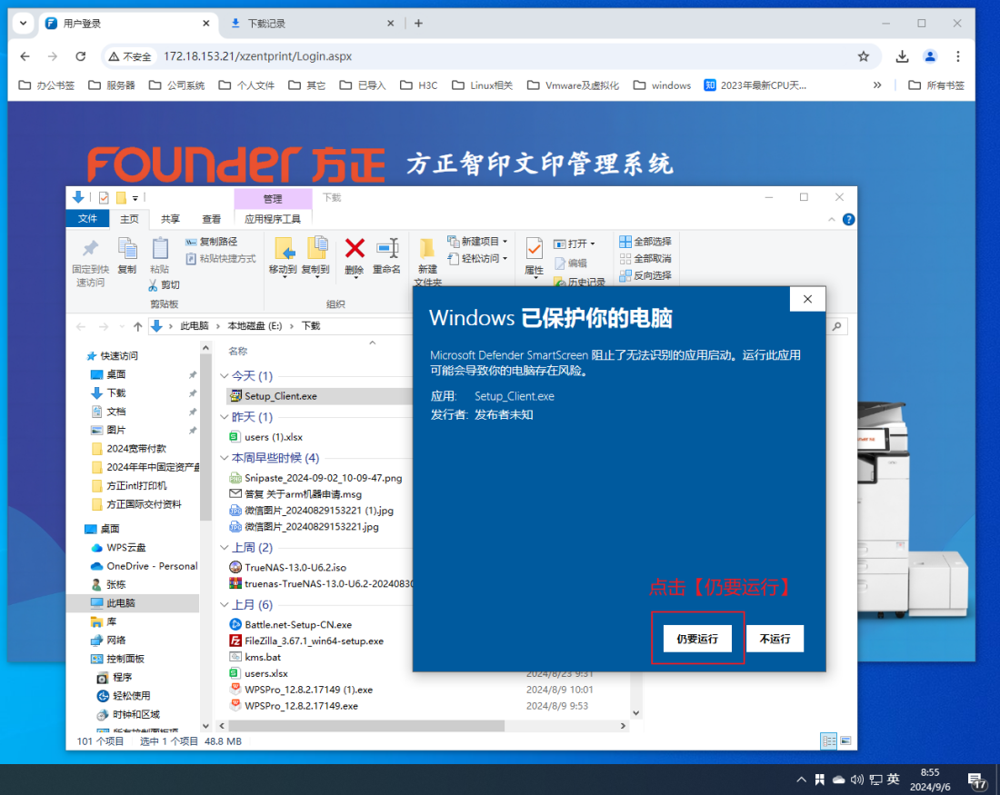 用户登录
下载记录
不安全
172.18.153.21/xzentprint/Login.aspx
办公书签
服务器
公司系统
个人文件
其它
已导入
H3C
Linux相关
Vmware及虚拟化
windows
知
2023年最新CPU天...
所有书签
FOUNDER 方正
方正智印文印管理系统
管理
下载
文件
主页
共享
查看
应用程序工具
固定到快速访问
复制
粘贴
复制路径
粘贴快捷方式
剪切
剪贴板
移动到
复制到
删除
重命名
组织
新建
文件夹
新建项目
轻松访问
属性
打开
编辑
历史记录
全部选择
全部取消
反向选择
此电脑 › 本地磁盘 (E:) › 下载
快速访问
桌面
下载
文档
图片
2024宽带付款
2024年年中固定资产盘
方正intl打印机
方正国际交付资料
桌面
WPS云盘
OneDrive - Personal
张栋
此电脑
库
网络
控制面板
程序
轻松使用
时钟和区域
所有控制面板项
名称
今天 (1)
Setup_Client.exe
昨天 (1)
users (1).xlsx
本周早些时候 (4)
Snipaste_2024-09-02_10-09-47.png
答复 关于arm机器申请.msg
微信图片_20240829153221 (1).jpg
微信图片_20240829153221.jpg
上周 (2)
TrueNAS-13.0-U6.2.iso
truenas-TrueNAS-13.0-U6.2-20240830
上月 (6)
Battle.net-Setup-CN.exe
FileZilla_3.67.1_win64-setup.exe
kms.bat
users.xlsx
2024/8/23 9:31
WPSPro_12.8.2.17149 (1).exe
2024/8/9 10:01
WPSPro_12.8.2.17149.exe
2024/8/9 9:53
101 个项目
选中 1 个项目 48.8 MB
Windows 已保护你的电脑
Microsoft Defender SmartScreen 阻止了无法识别的应用启动。运行此应用
可能会导致你的电脑存在风险。
应用: Setup_Client.exe
发行者: 发布者未知
点击【仍要运行】
仍要运行
不运行
英
8:55
2024/9/6
17